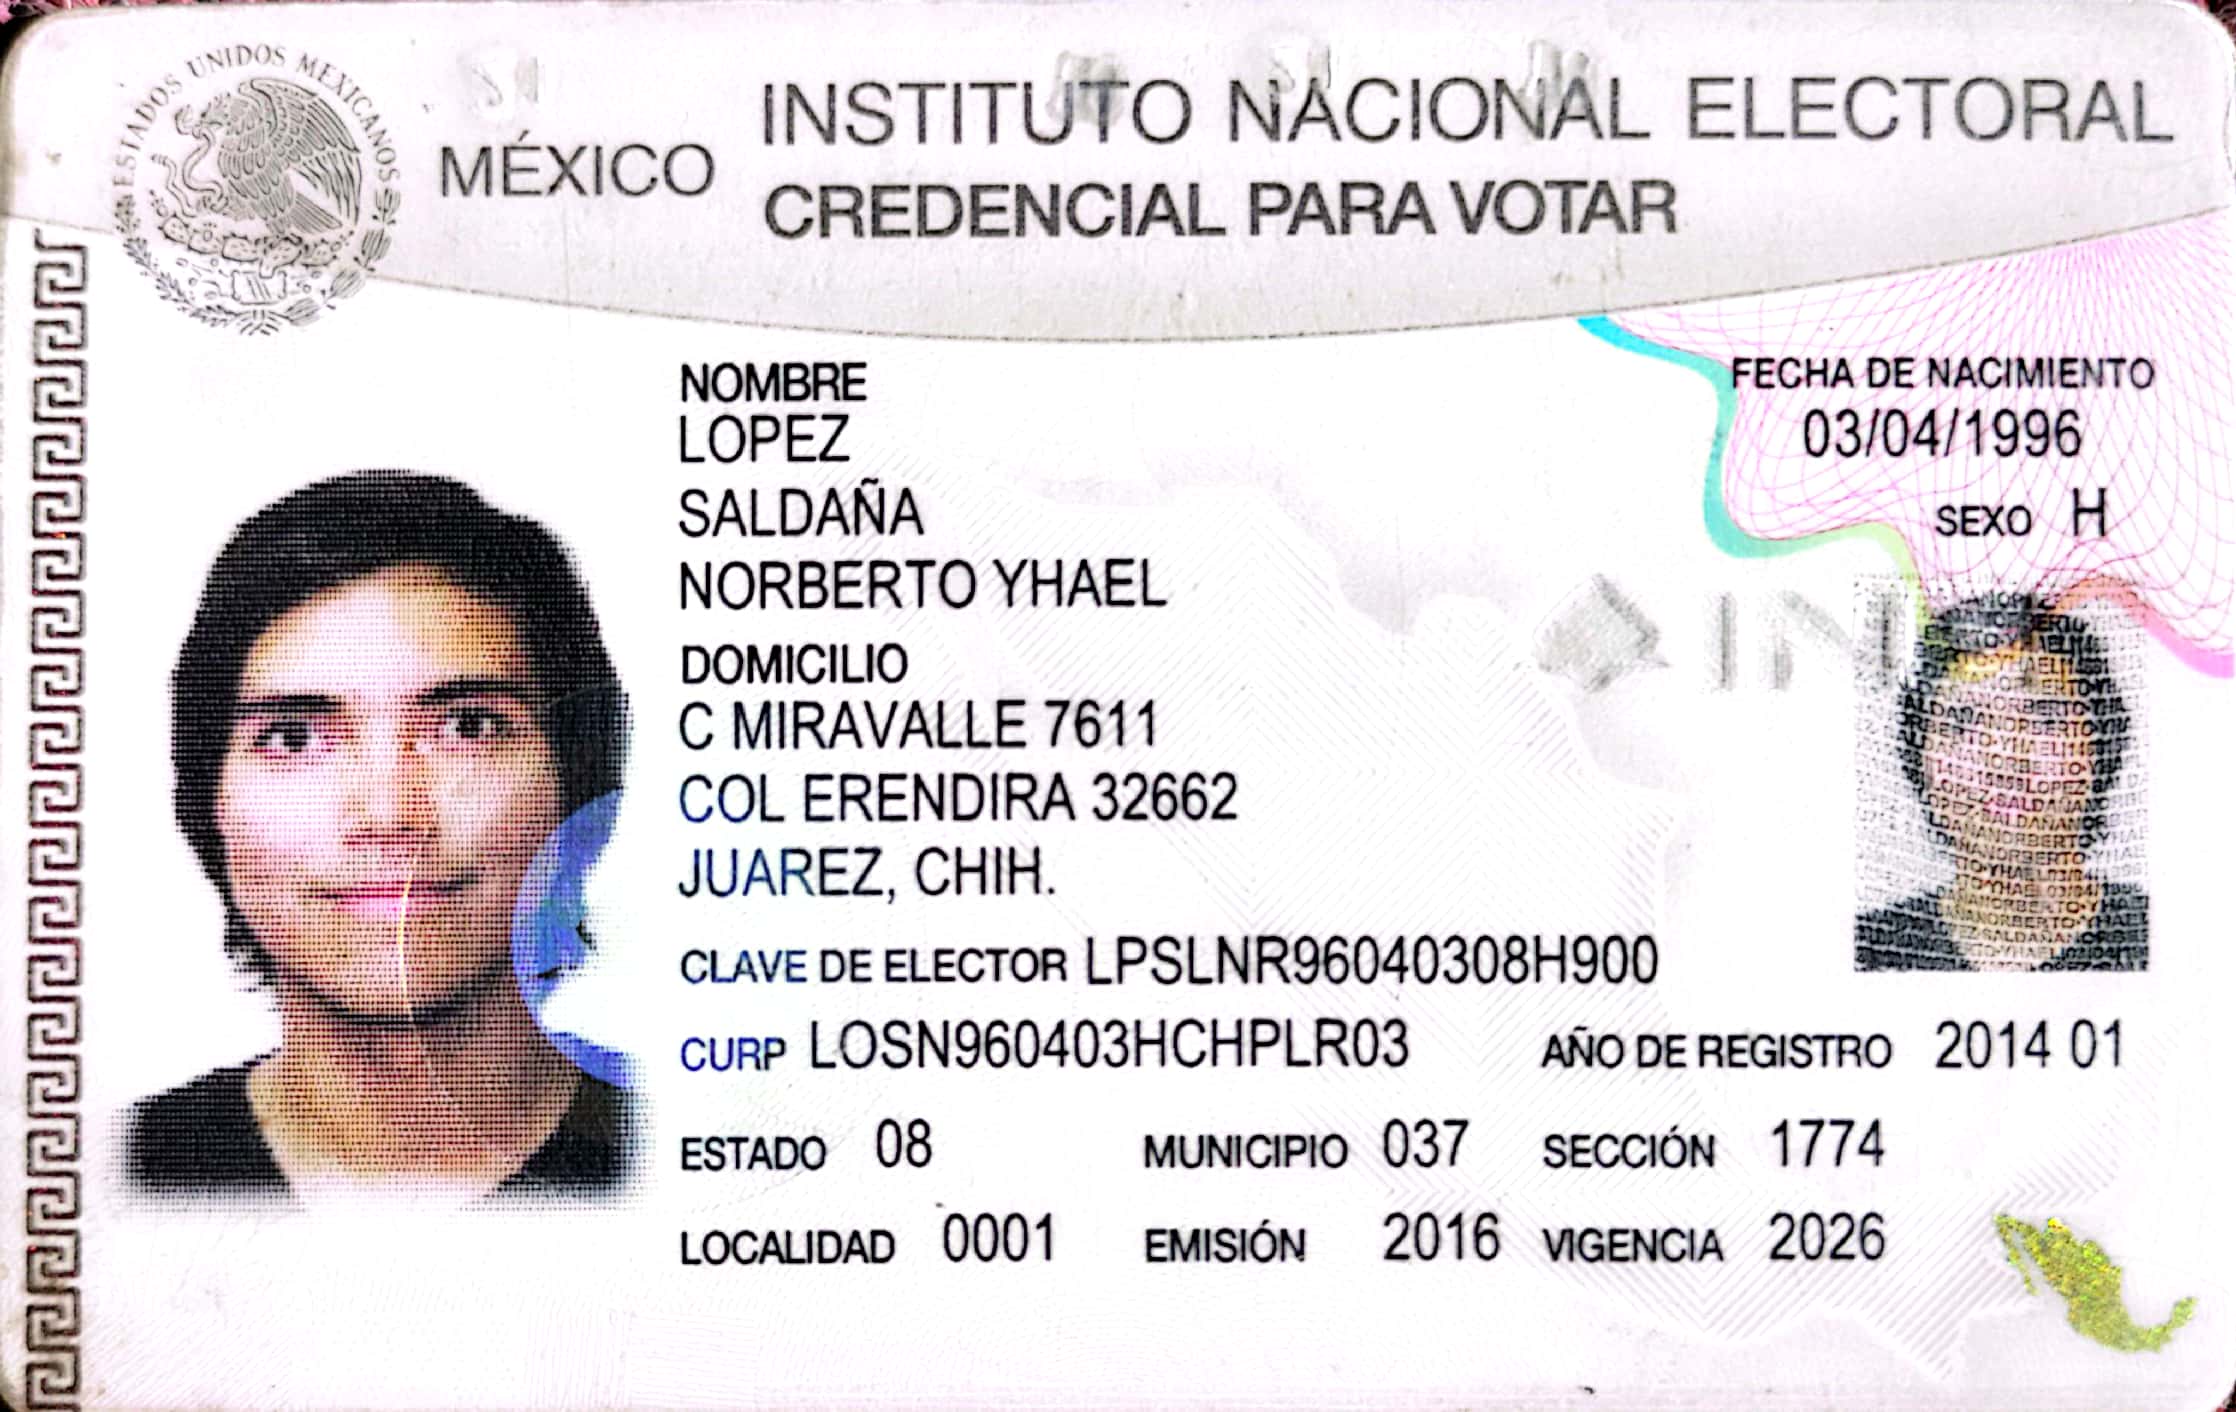 ESTADOS UNIDOS MEXICANOS
MÉXICO
INSTITUTO NACIONAL ELECTORAL
CREDENCIAL PARA VOTAR
NOMBRE
LOPEZ
SALDAÑA
NORBERTO YHAEL
FECHA DE NACIMIENTO
03/04/1996
SEXO H
DOMICILIO
C MIRAVALLE 7611
COL ERENDIRA 32662
JUAREZ, CHIH.
CLAVE DE ELECTOR LPSLNR96040308H900
CURP LOSN960403HCHPLR03
AÑO DE REGISTRO 2014 01
ESTADO 08 MUNICIPIO 037 SECCIÓN 1774
LOCALIDAD 0001 EMISIÓN 2016 VIGENCIA 2026